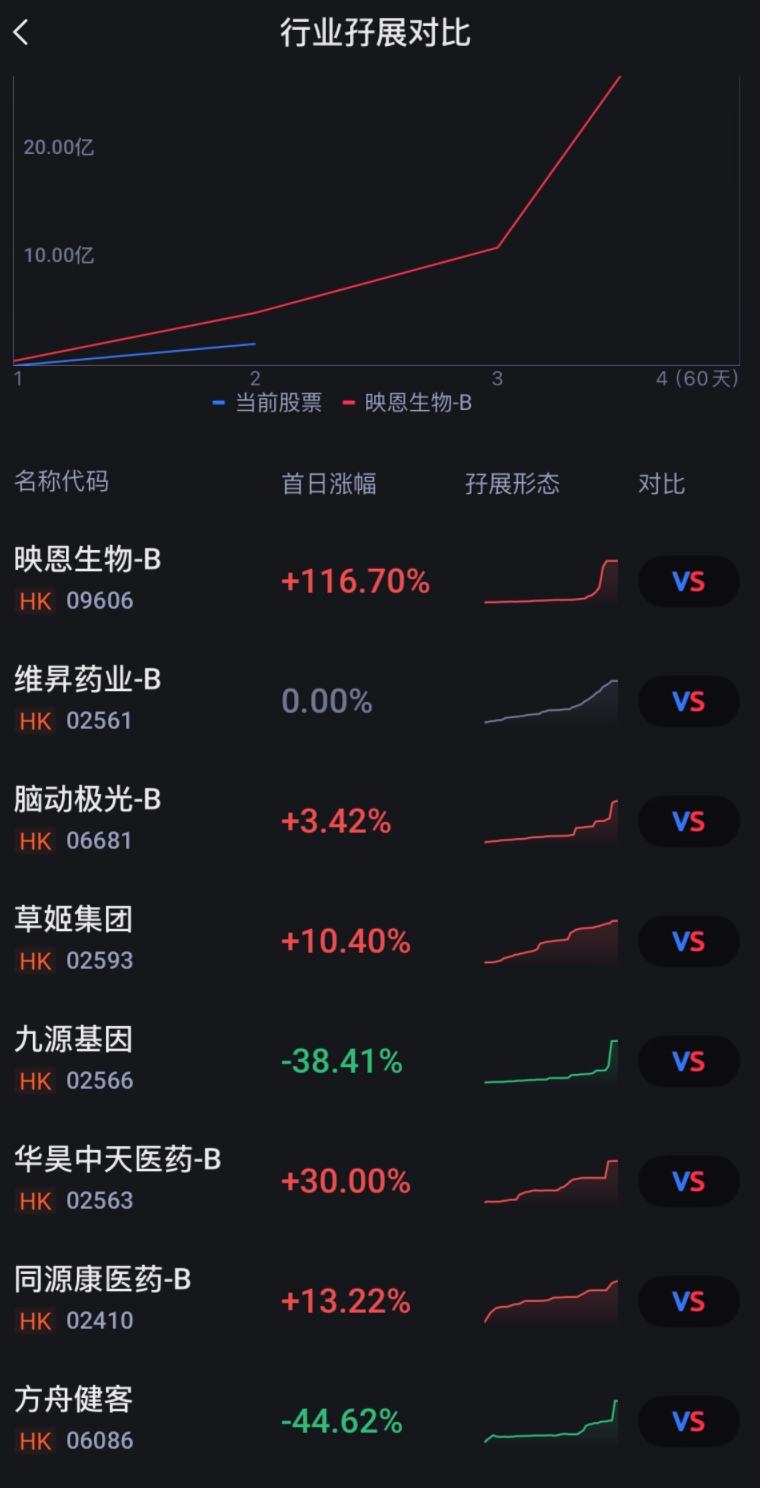 行业孖展对比
20.00亿
10.00亿
1 2 3 4 (60天)
当前股票 映恩生物-B
名称代码 首日涨幅 孖展形态 对比
映恩生物-B
HK 09606 +116.70% VS
维昇药业-B
HK 02561 0.00% VS
脑动极光-B
HK 06681 +3.42% VS
草姬集团
HK 02593 +10.40% VS
九源基因
HK 02566 -38.41% VS
华昊中天医药-B
HK 02563 +30.00% VS
同源康医药-B
HK 02410 +13.22% VS
方舟健客
HK 06086 -44.62% VS